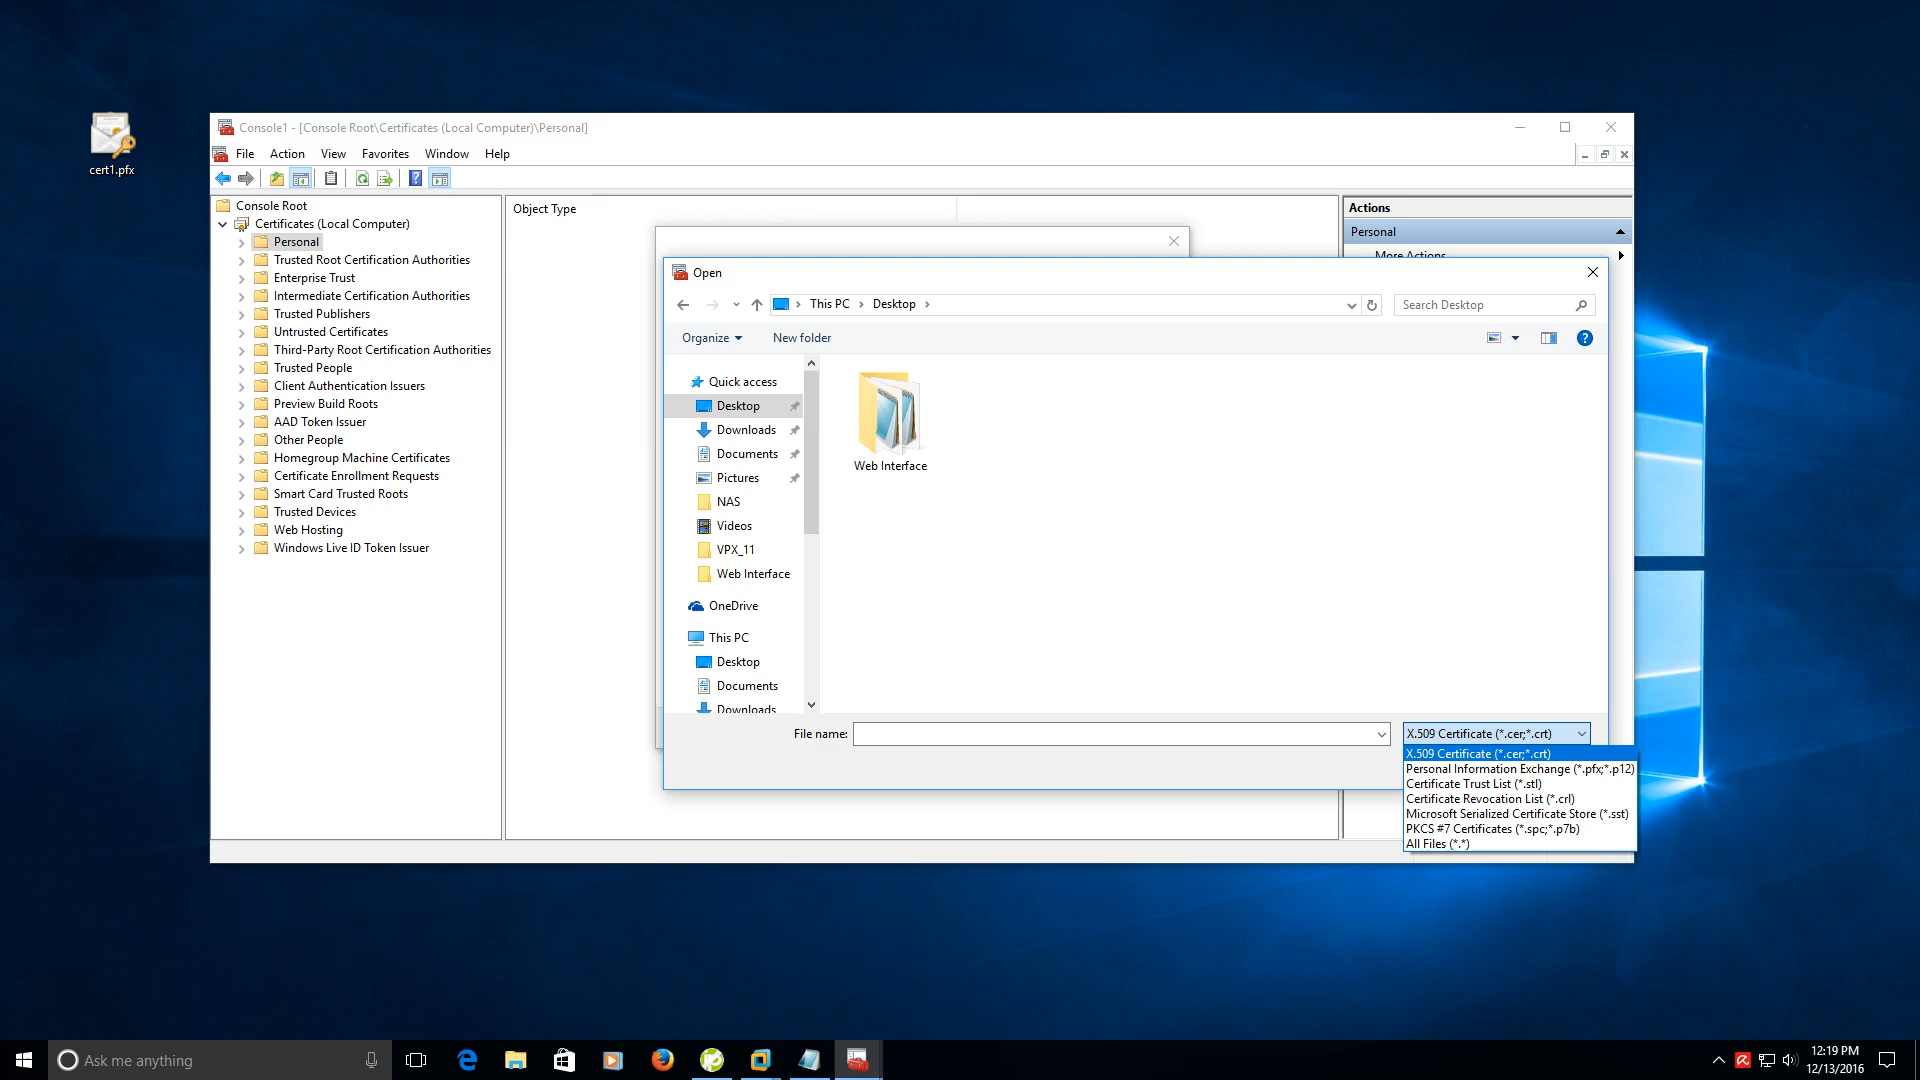 cert1.pfx
Console1 - [Console Root\Certificates (Local Computer)\Personal]
File Action View Favorites Window Help
Console Root
Certificates (Local Computer)
Personal
Trusted Root Certification Authorities
Enterprise Trust
Intermediate Certification Authorities
Trusted Publishers
Untrusted Certificates
Third-Party Root Certification Authorities
Trusted People
Client Authentication Issuers
Preview Build Roots
AAD Token Issuer
Other People
Homegroup Machine Certificates
Certificate Enrollment Requests
Smart Card Trusted Roots
Trusted Devices
Web Hosting
Windows Live ID Token Issuer
Object Type
Actions
Personal
More Actions
Open
This PC > Desktop >
Search Desktop
Organize New folder
Quick access
Desktop
Downloads
Documents
Pictures
NAS
Videos
VPX_11
Web Interface
OneDrive
This PC
Desktop
Documents
Downloads
Web Interface
File name:
X.509 Certificate (*.cer;*.crt)
X.509 Certificate (*.cer;*.crt)
Personal Information Exchange (*.pfx;*.p12)
Certificate Trust List (*.stl)
Certificate Revocation List (*.crl)
Microsoft Serialized Certificate Store (*.sst)
PKCS #7 Certificates (*.spc;*.p7b)
All Files (*.*)
Ask me anything
12:19 PM
12/13/2016